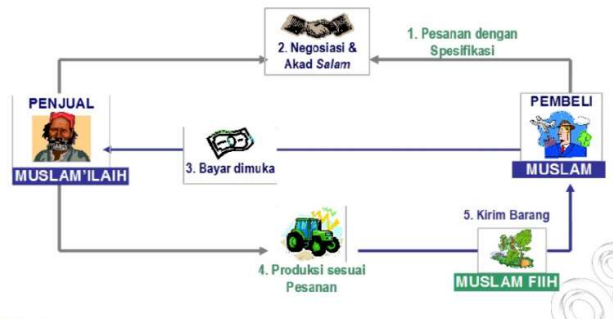 1. Pesanan dengan
Spesifikasi
2. Negosiasi &
Akad Salam
PENJUAL
MUSLAM'ILAIH
PEMBELI
MUSLAM
3. Bayar dimuka
4. Produksi sesuai
Pesanan
5. Kirim Barang
MUSLAM FIIH